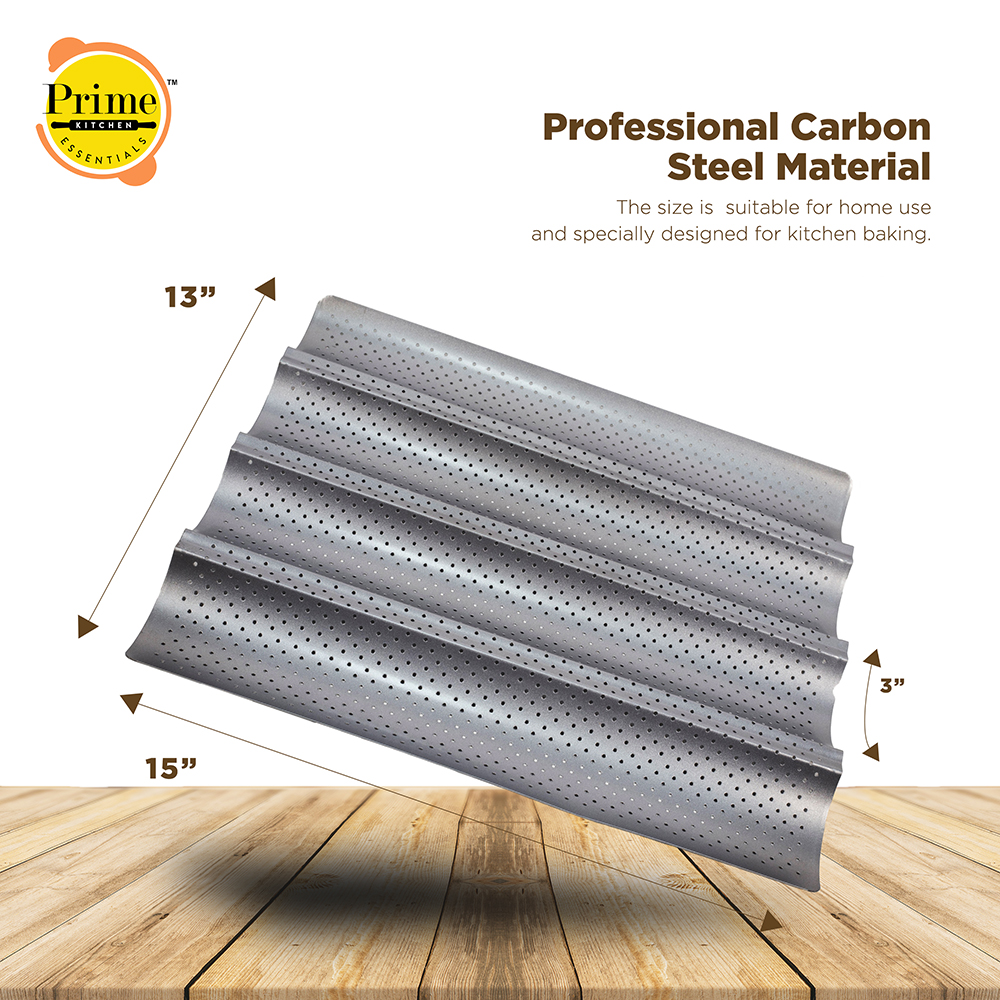 Prime
™
KITCHEN
ESSENTIALS
Professional Carbon
Steel Material
The size is  suitable for home use
and specially designed for kitchen baking.
13”
3”
15”